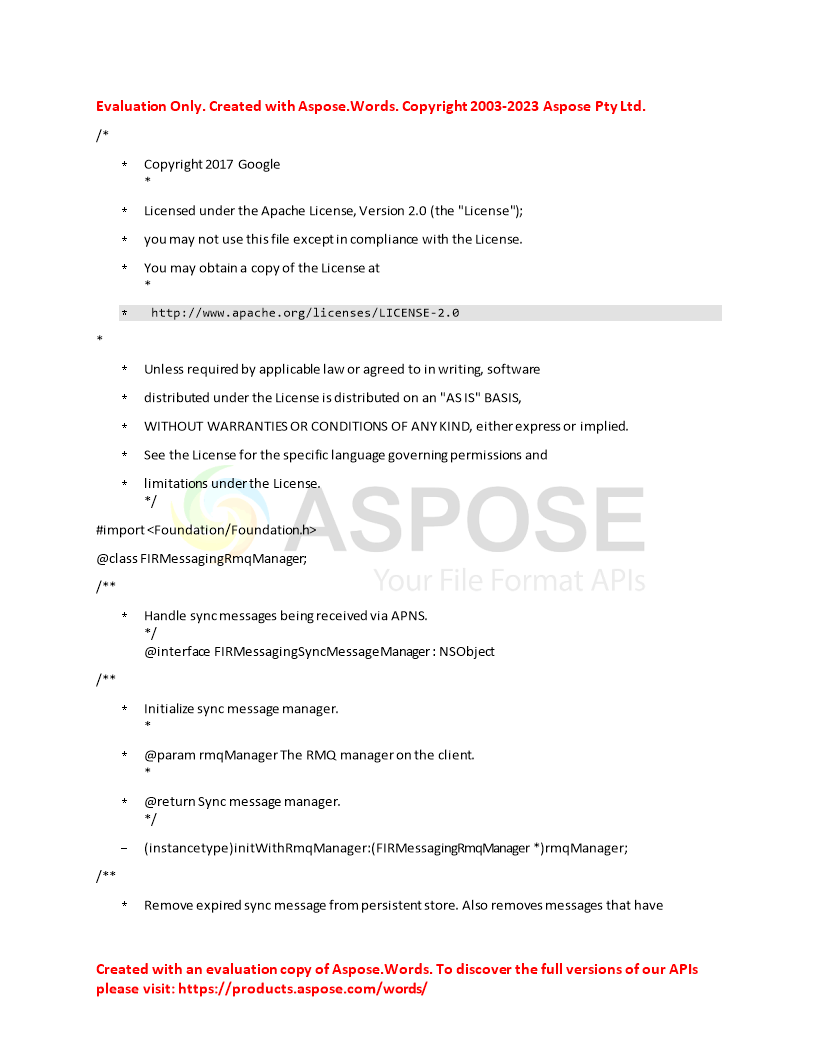 Evaluation Only. Created with Aspose.Words. Copyright 2003-2023 Aspose Pty Ltd.
/*
* Copyright 2017 Google
*
* Licensed under the Apache License, Version 2.0 (the "License");
* you may not use this file except in compliance with the License.
* You may obtain a copy of the License at
*
* http://www.apache.org/licenses/LICENSE-2.0
*
* Unless required by applicable law or agreed to in writing, software
* distributed under the License is distributed on an "AS IS" BASIS,
* WITHOUT WARRANTIES OR CONDITIONS OF ANY KIND, either express or implied.
* See the License for the specific language governing permissions and
* limitations under the License.
*/
ASPOSE
#import <Foundation/Foundation.h>
@class FIRMessagingRmqManager;
Your File Format APIs
/**
* Handle sync messages being received via APNS.
*/
@interface FIRMessagingSyncMessageManager : NSObject
/**
* Initialize sync message manager.
*
* @param rmqManager The RMQ manager on the client.
*
* @return Sync message manager.
*/
– (instancetype)initWithRmqManager:(FIRMessagingRmqManager *)rmqManager;
/**
* Remove expired sync message from persistent store. Also removes messages that have
Created with an evaluation copy of Aspose.Words. To discover the full versions of our APIs
please visit: https://products.aspose.com/words/